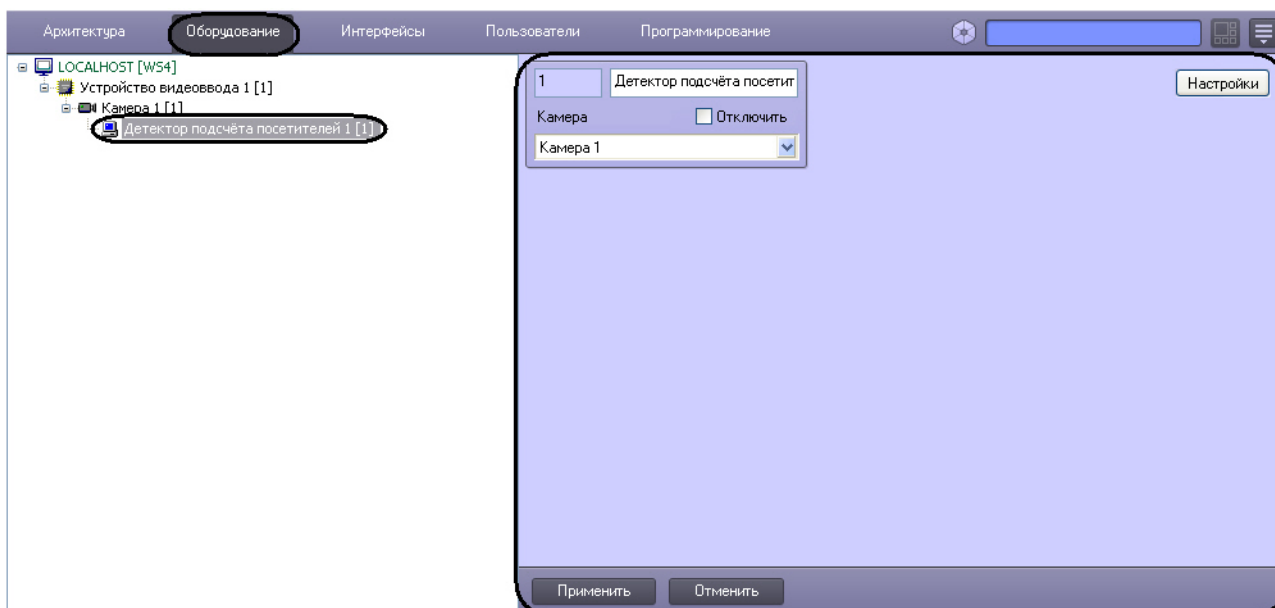 Архитектура Оборудование Интерфейсы Пользователи Программирование
LOCALHOST [WS4]
Устройство видеоввода 1 [1]
Камера 1 [1]
Детектор подсчёта посетителей 1 [1]
1 Детектор подсчёта посетит
Настройки
Камера Отключить
Камера 1
Применить Отменить